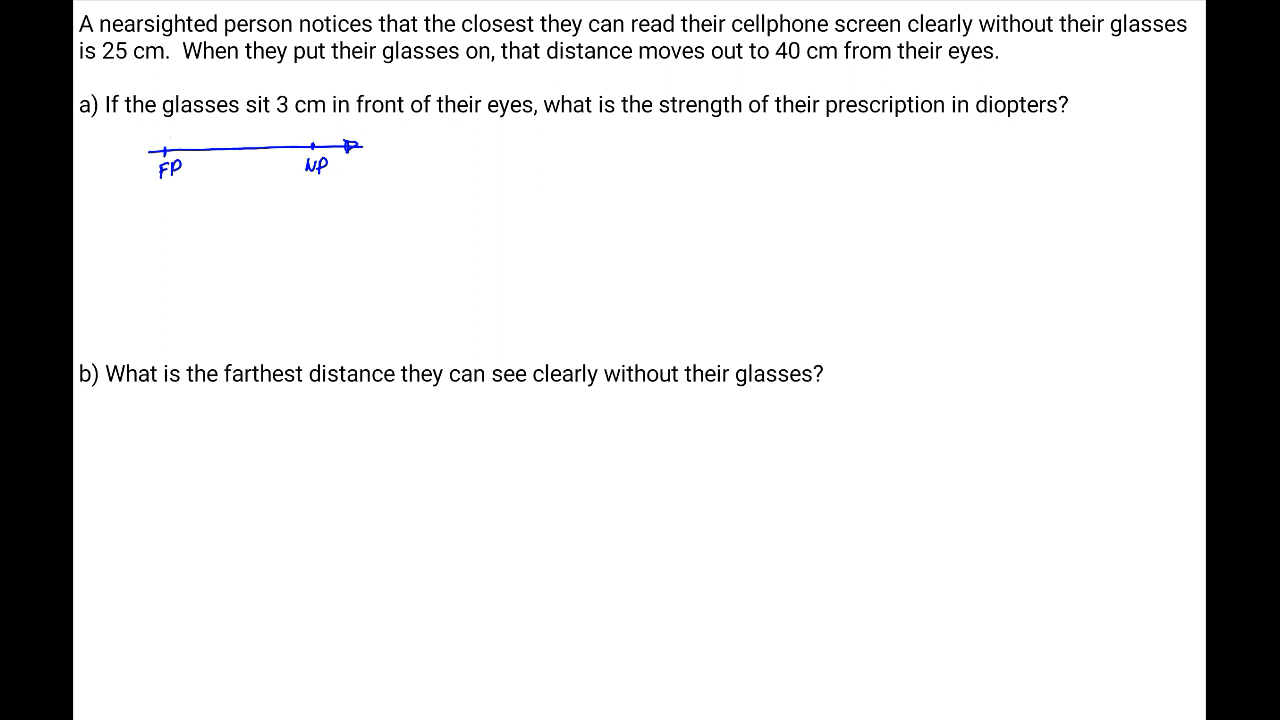 A nearsighted person notices that the closest they can read their cellphone screen clearly without their glasses
is 25 cm.  When they put their glasses on, that distance moves out to 40 cm from their eyes.
a) If the glasses sit 3 cm in front of their eyes, what is the strength of their prescription in diopters?
FP NP
b) What is the farthest distance they can see clearly without their glasses?